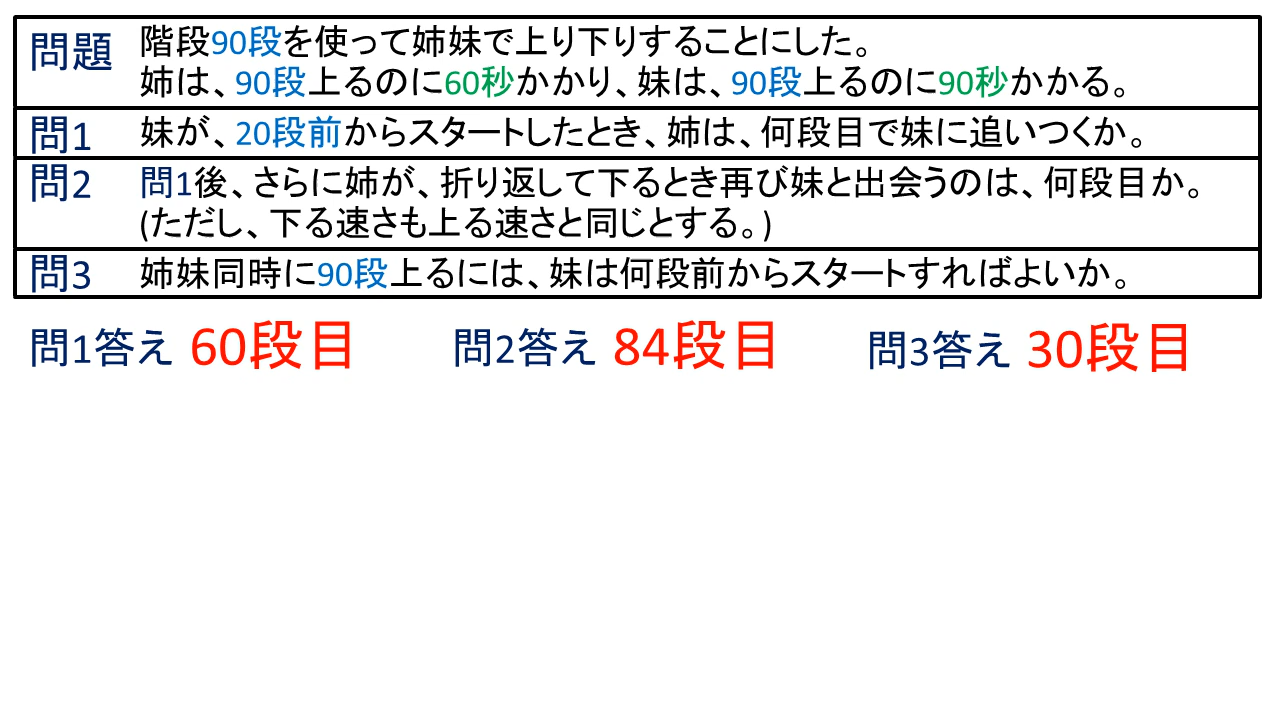 問題 階段90段を使って姉妹で上り下りすることにした。
姉は、90段上るのに60秒かかり、妹は、90段上るのに90秒かかる。
問1 妹が、20段前からスタートしたとき、姉は、何段目で妹に追いつくか。
問2 問1後、さらに姉が、折り返して下るとき再び妹と出会うのは、何段目か。
(ただし、下る速さも上る速さと同じとする。)
問3 姉妹同時に90段上るには、妹は何段前からスタートすればよいか。
問1答え 60段目 問2答え 84段目 問3答え 30段目